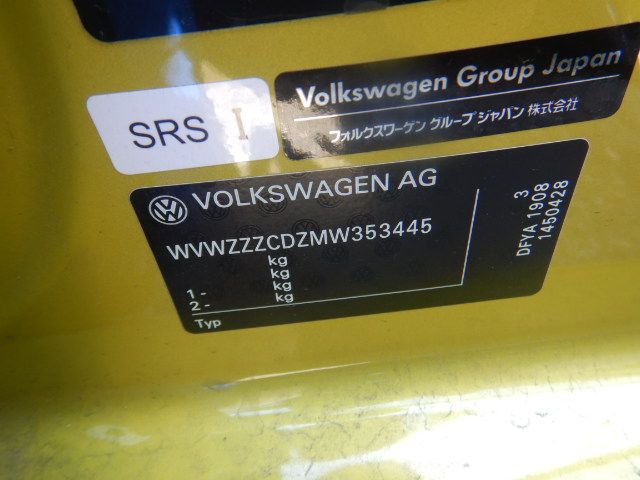 Volkswagen Group Japan
フォルクスワーゲン グループ ジャパン 株式会社
SRS I
VOLKSWAGEN AG
WVWZZZCDZMW353445
kg
kg
1 - kg
2 - kg
Typ
3
DFYA 1908
1450428